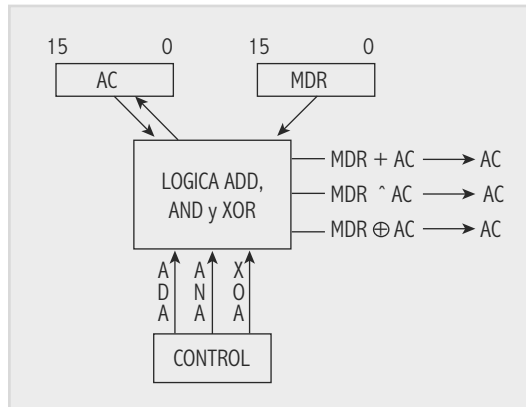 15 0 15 0
AC MDR
LOGICA ADD,
AND y XOR
MDR + AC → AC
MDR ^ AC → AC
MDR ⊕ AC → AC
ADA
ANA
XOA
CONTROL